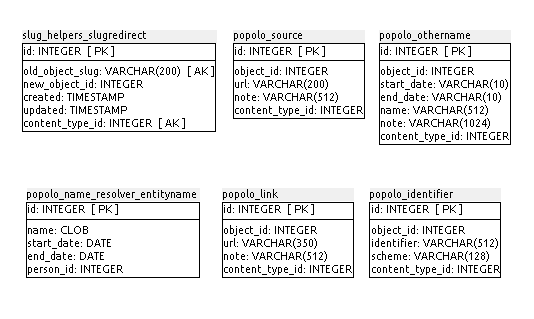 slug_helpers_slugredirect
id: INTEGER [ PK ]
old_object_slug: VARCHAR(200) [ AK ]
new_object_id: INTEGER
created: TIMESTAMP
updated: TIMESTAMP
content_type_id: INTEGER [ AK ]
popolo_source
id: INTEGER [ PK ]
object_id: INTEGER
url: VARCHAR(200)
note: VARCHAR(512)
content_type_id: INTEGER
popolo_othername
id: INTEGER [ PK ]
object_id: INTEGER
start_date: VARCHAR(10)
end_date: VARCHAR(10)
name: VARCHAR(512)
note: VARCHAR(1024)
content_type_id: INTEGER
popolo_name_resolver_entityname
id: INTEGER [ PK ]
name: CLOB
start_date: DATE
end_date: DATE
person_id: INTEGER
popolo_link
id: INTEGER [ PK ]
object_id: INTEGER
url: VARCHAR(350)
note: VARCHAR(512)
content_type_id: INTEGER
popolo_identifier
id: INTEGER [ PK ]
object_id: INTEGER
identifier: VARCHAR(512)
scheme: VARCHAR(128)
content_type_id: INTEGER